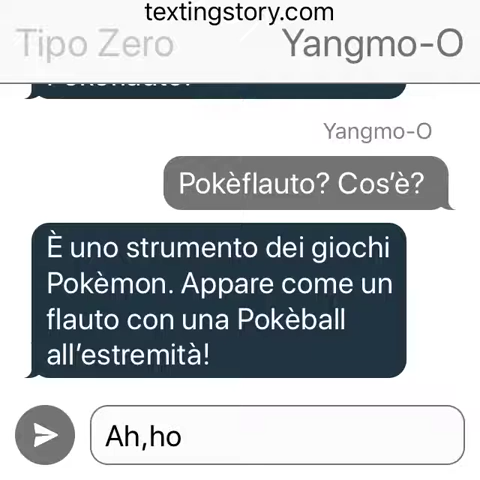 textingstory.com
Tipo Zero
Yangmo-O
Yangmo-O
Pokèflauto? Cos’è?
È uno strumento dei giochi
Pokèmon. Appare come un
flauto con una Pokèball
all’estremità!
Ah,ho